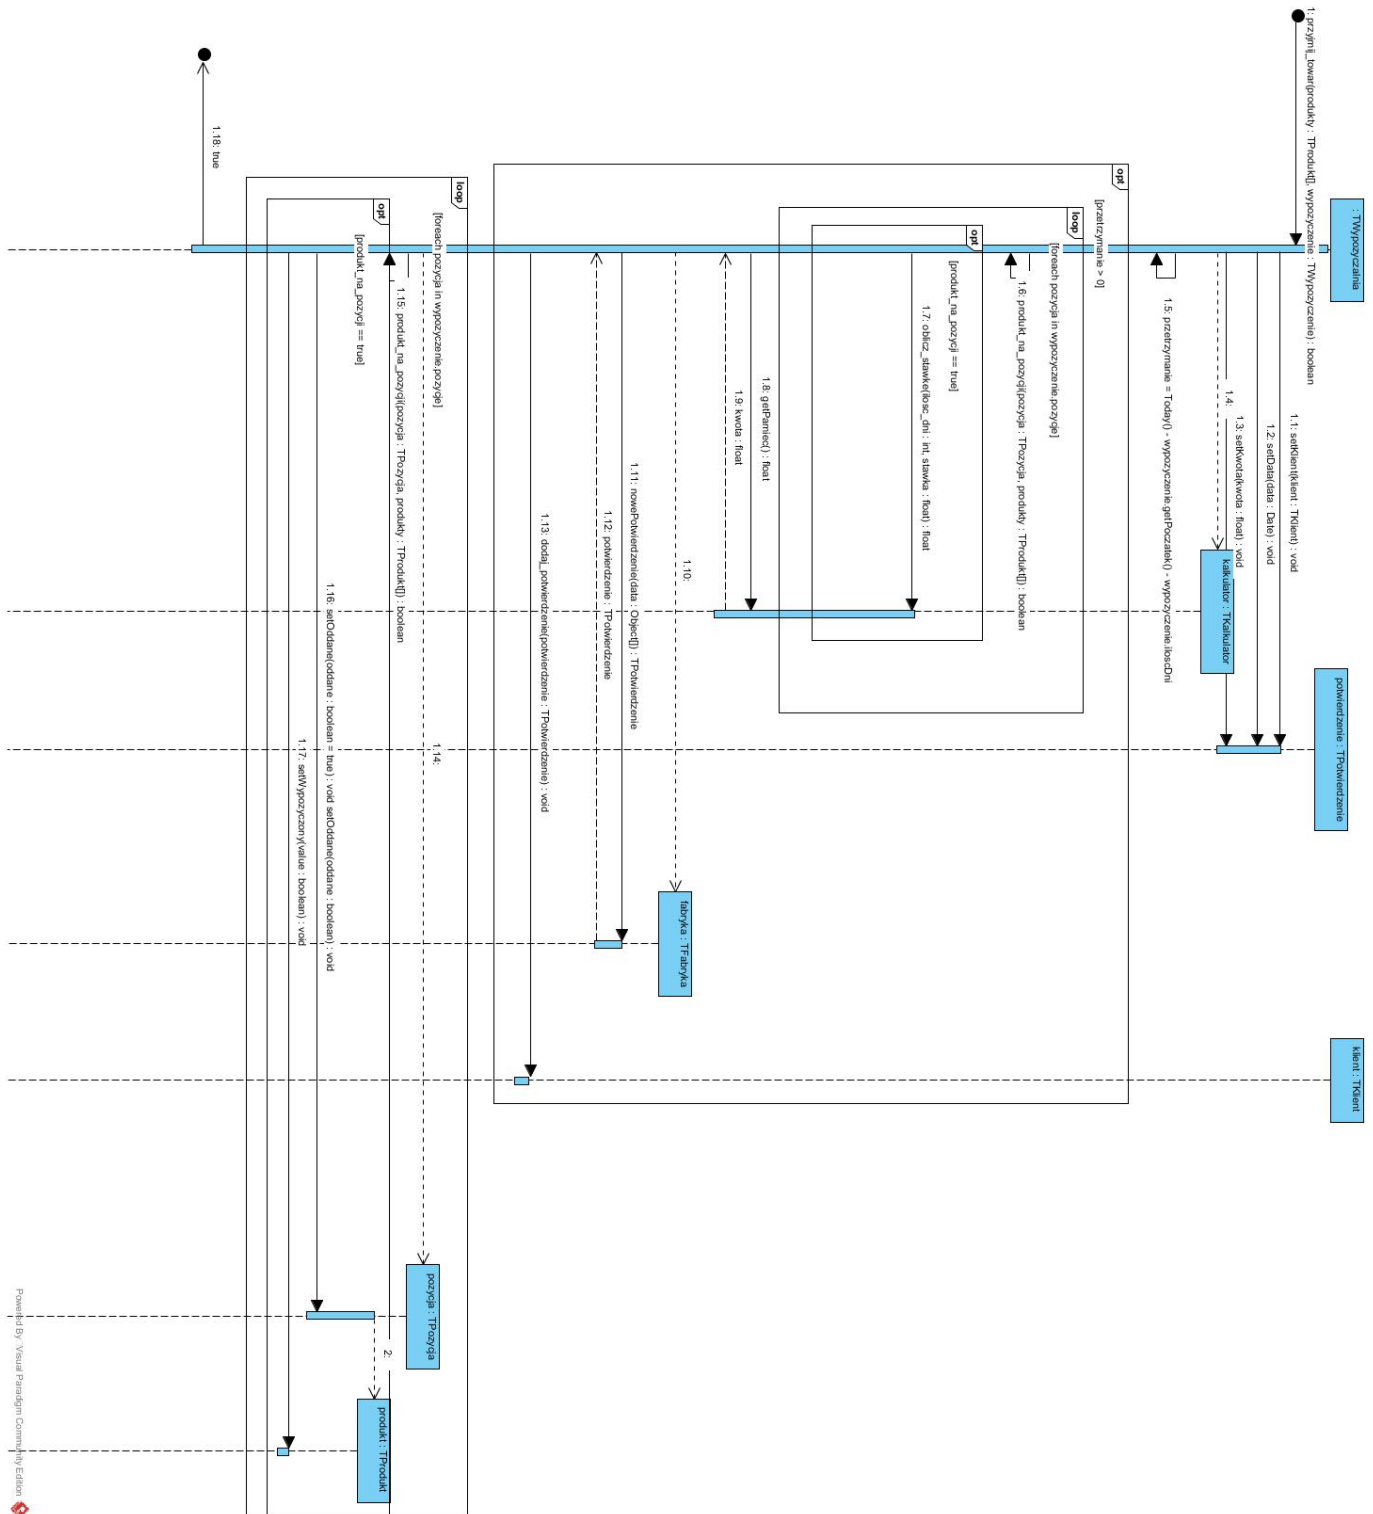 1: przyjmij_towar(produkty : TProdukt[], wypozyczenie : TWypozyczenie) : boolean
: TWypozyczalnia
1.1: setKlient(klient : TKlient) : void
1.2: setData(data : Date) : void
1.3: setKwota(kwota : float) : void
1.4:
kalkulator : TKalkulator
potwierdzenie : TPotwierdzenie
klient : TKlient
1.5: przetrzymanie = Today() - wypozyczenie.getPoczatek() - wypozyczenie.iloscDni
opt
[przetrzymanie > 0]
loop
[foreach pozycja in wypozyczenie.pozycje]
1.6: produkt_na_pozycji(pozycja : TPozycja, produkty : TProdukt[]) : boolean
opt
[produkt_na_pozycji == true]
1.7: oblicz_stawke(ilosc_dni : int, stawka : float) : float
1.8: getPamiec() : float
1.9: kwota : float
1.10:
fabryka : TFabryka
1.11: nowePotwierdzenie(data : Object[]) : TPotwierdzenie
1.12: potwierdzenie : TPotwierdzenie
1.13: dodaj_potwierdzenie(potwierdzenie : TPotwierdzenie) : void
loop
[foreach pozycja in wypozyczenie.pozycje]
1.14:
pozycja : TPozycja
1.15: produkt_na_pozycji(pozycja : TPozycja, produkty : TProdukt[]) : boolean
opt
[produkt_na_pozycji == true]
2:
produkt : TProdukt
1.16: setOddane(oddane : boolean = true) : void setOddane(oddane : boolean) : void
1.17: setWypozyczony(value : boolean) : void
1.18: true
Powered By Visual Paradigm Community Edition